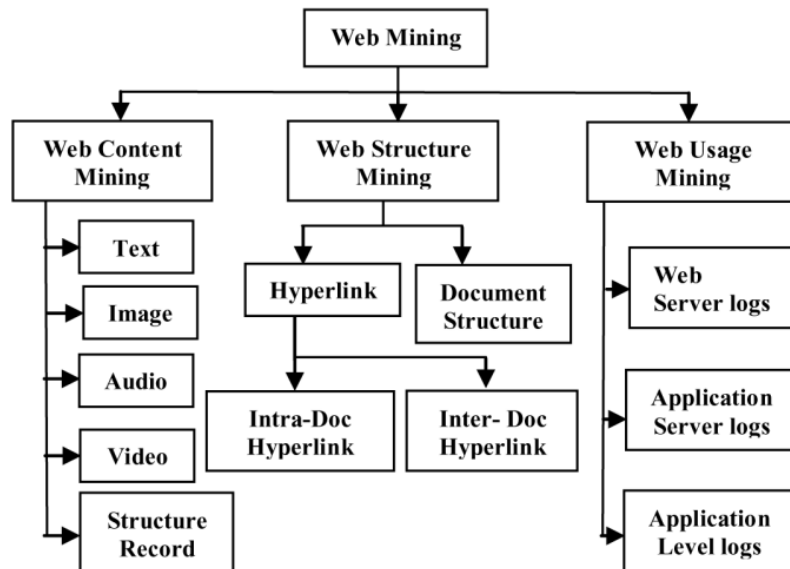 Web Mining
Web Content
Mining
Web Structure
Mining
Web Usage
Mining
Text
Image
Audio
Video
Structure
Record
Hyperlink
Document
Structure
Intra-Doc
Hyperlink
Inter- Doc
Hyperlink
Web
Server logs
Application
Server logs
Application
Level logs